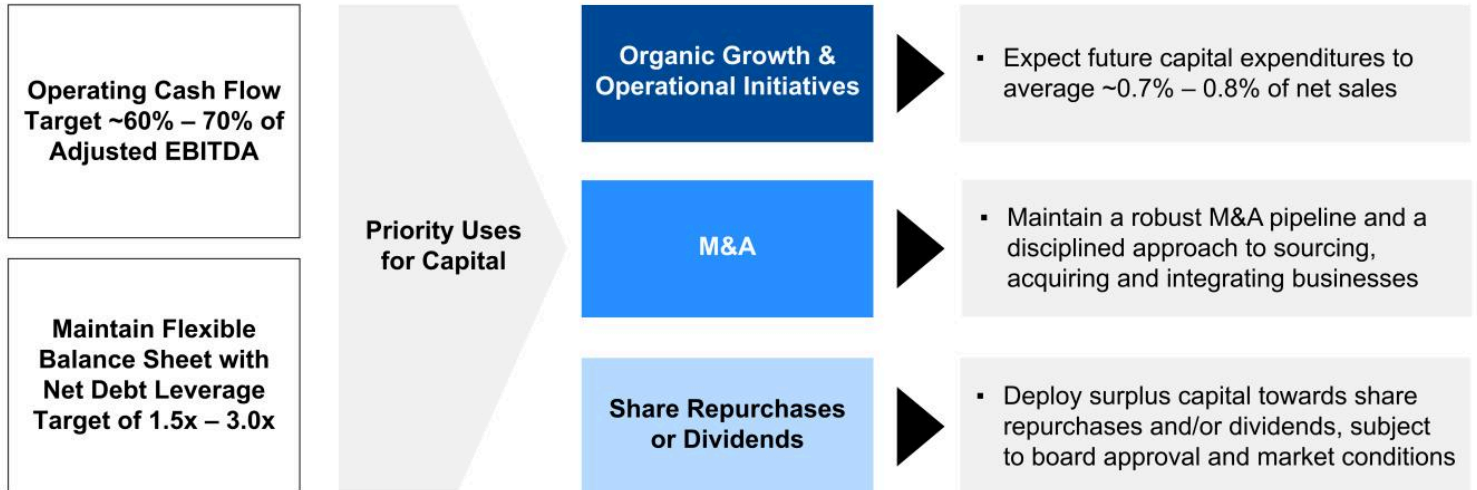 Operating Cash Flow
Target ~60% – 70% of
Adjusted EBITDA
Maintain Flexible
Balance Sheet with
Net Debt Leverage
Target of 1.5x – 3.0x
Priority Uses
for Capital
Organic Growth &
Operational Initiatives
▪ Expect future capital expenditures to
average ~0.7% – 0.8% of net sales
M&A
▪ Maintain a robust M&A pipeline and a
disciplined approach to sourcing,
acquiring and integrating businesses
Share Repurchases
or Dividends
▪ Deploy surplus capital towards share
repurchases and/or dividends, subject
to board approval and market conditions